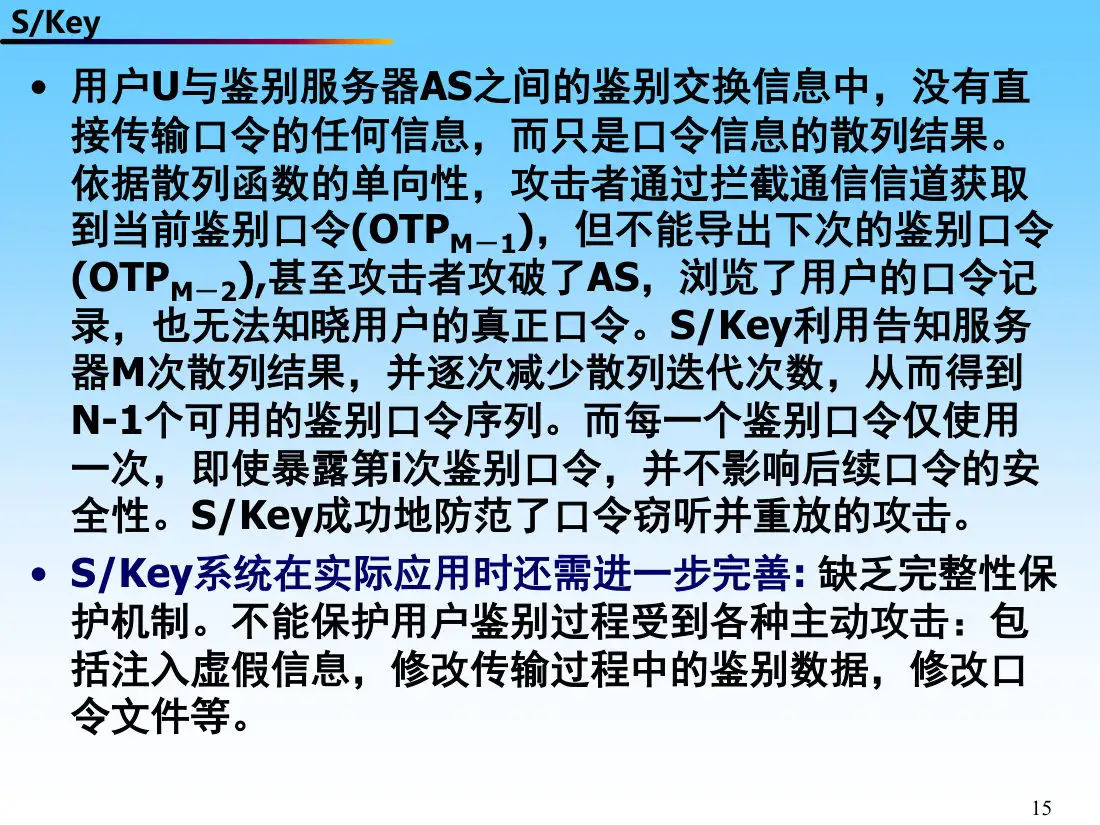 S/Key
• 用户U与鉴别服务器AS之间的鉴别交换信息中，没有直
接传输口令的任何信息，而只是口令信息的散列结果。
依据散列函数的单向性，攻击者通过拦截通信信道获取
到当前鉴别口令(OTPM－1)，但不能导出下次的鉴别口令
(OTPM－2),甚至攻击者攻破了AS，浏览了用户的口令记
录，也无法知晓用户的真正口令。S/Key利用告知服务
器M次散列结果，并逐次减少散列迭代次数，从而得到
N-1个可用的鉴别口令序列。而每一个鉴别口令仅使用
一次，即使暴露第i次鉴别口令，并不影响后续口令的安
全性。S/Key成功地防范了口令窃听并重放的攻击。
• S/Key系统在实际应用时还需进一步完善: 缺乏完整性保
护机制。不能保护用户鉴别过程受到各种主动攻击：包
括注入虚假信息，修改传输过程中的鉴别数据，修改口
令文件等。
15